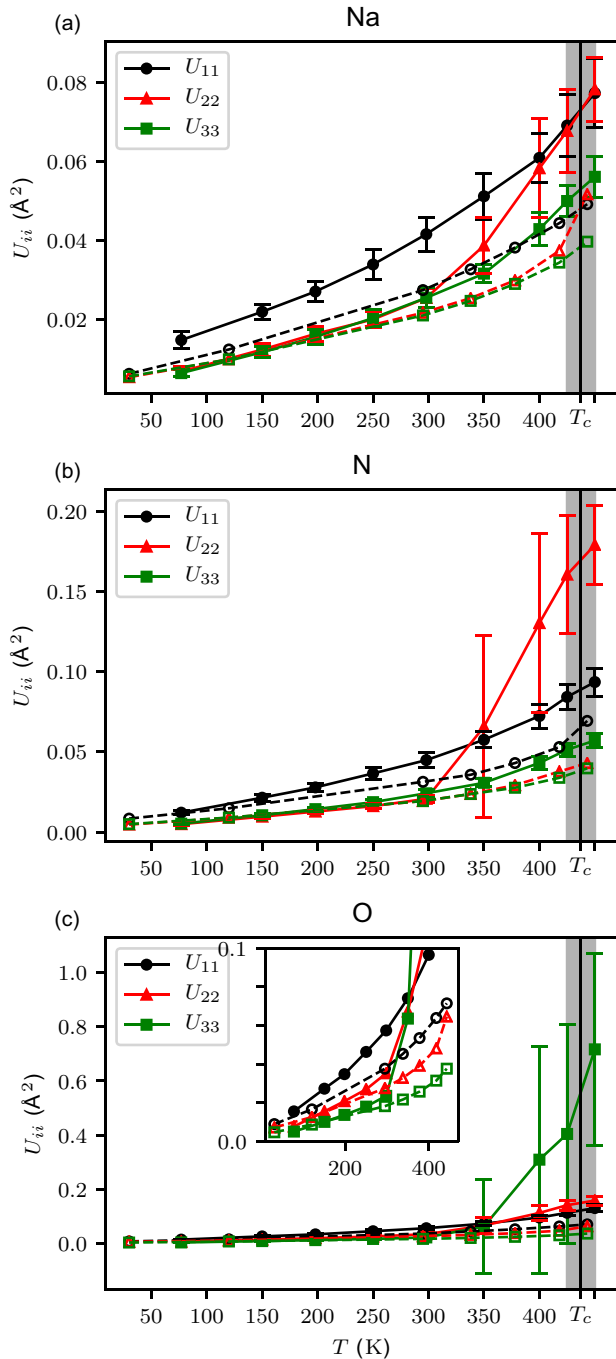 (a) Na
U₁₁
U₂₂
U₃₃
0.08
0.06
0.04
0.02
Uᵢᵢ (Å²)
50 100 150 200 250 300 350 400 T_c
(b) N
U₁₁
U₂₂
U₃₃
0.20
0.15
0.10
0.05
0.00
Uᵢᵢ (Å²)
50 100 150 200 250 300 350 400 T_c
(c) O
U₁₁
U₂₂
U₃₃
0.1
0.0
200 400
1.0
0.8
0.6
0.4
0.2
0.0
Uᵢᵢ (Å²)
50 100 150 200 250 300 350 400 T_c
T (K)